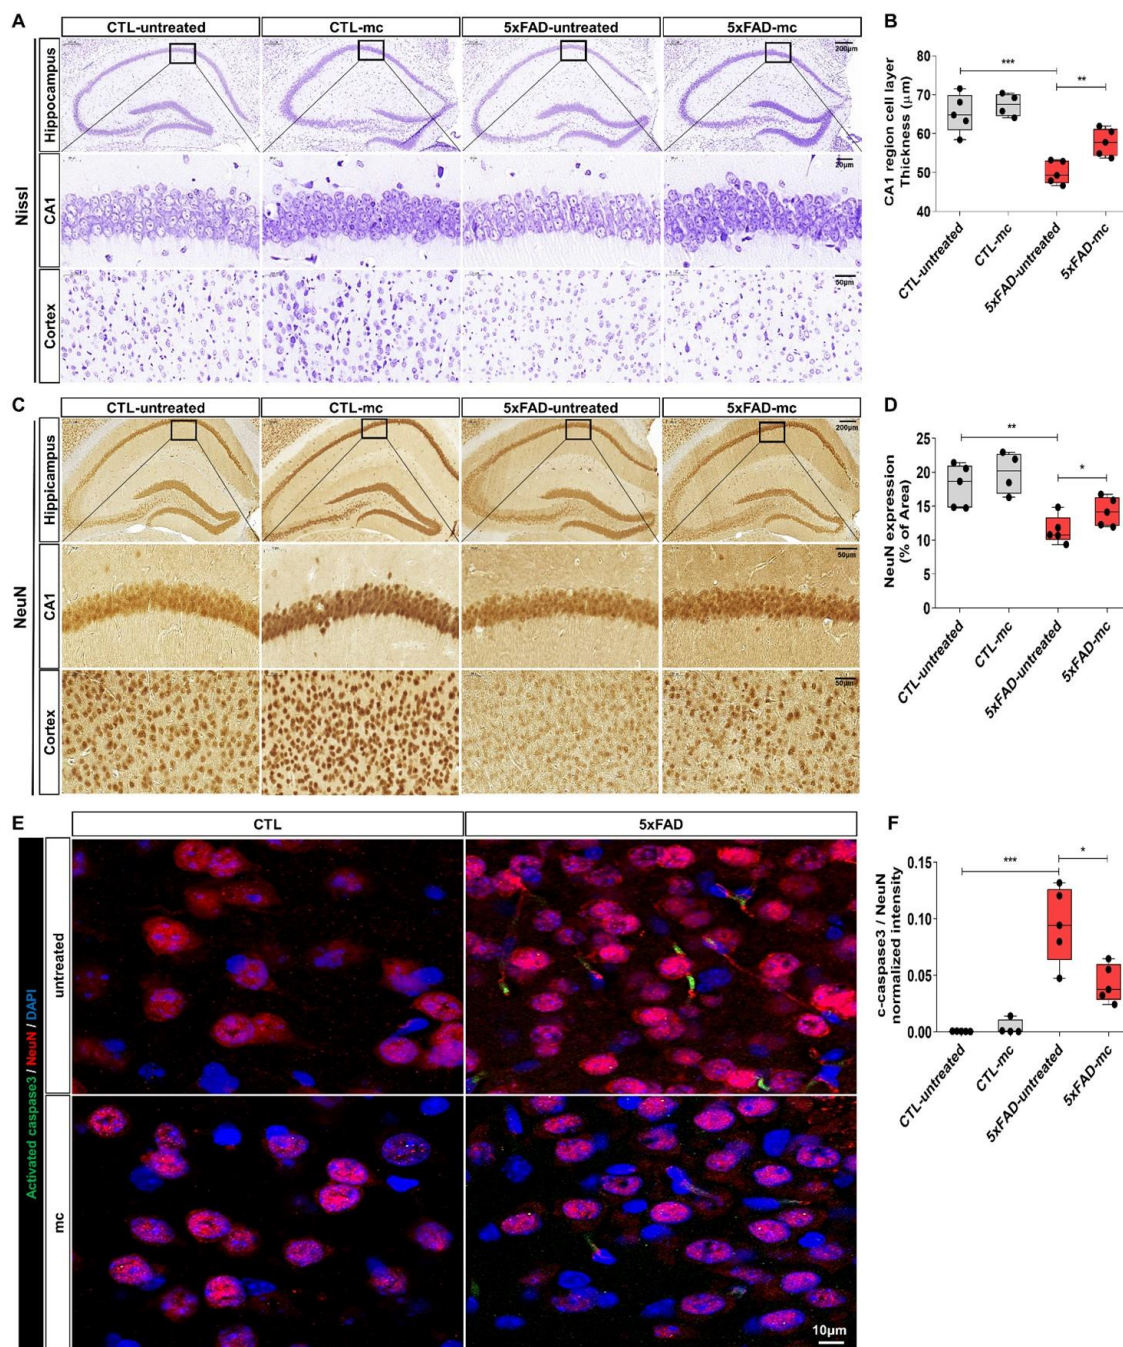 A
CTL-untreated CTL-mc 5xFAD-untreated 5xFAD-mc
Nissl
Hippocampus
200µm
CA1
20µm
Cortex
50µm
B
CA1 region cell layer
Thickness (µm)
80
70
60
50
40
***
**
CTL-untreated
CTL-mc
5xFAD-untreated
5xFAD-mc
C
CTL-untreated CTL-mc 5xFAD-untreated 5xFAD-mc
NeuN
Hippicampus
200µm
CA1
50µm
Cortex
50µm
D
NeuN expression
(% of Area)
25
20
15
10
5
0
**
*
CTL-untreated
CTL-mc
5xFAD-untreated
5xFAD-mc
E
CTL 5xFAD
Activated caspase3 / NeuN / DAPI
untreated
mc
10µm
F
c-caspase3 / NeuN
normalized intensity
0.15
0.10
0.05
0.00
***
*
CTL-untreated
CTL-mc
5xFAD-untreated
5xFAD-mc